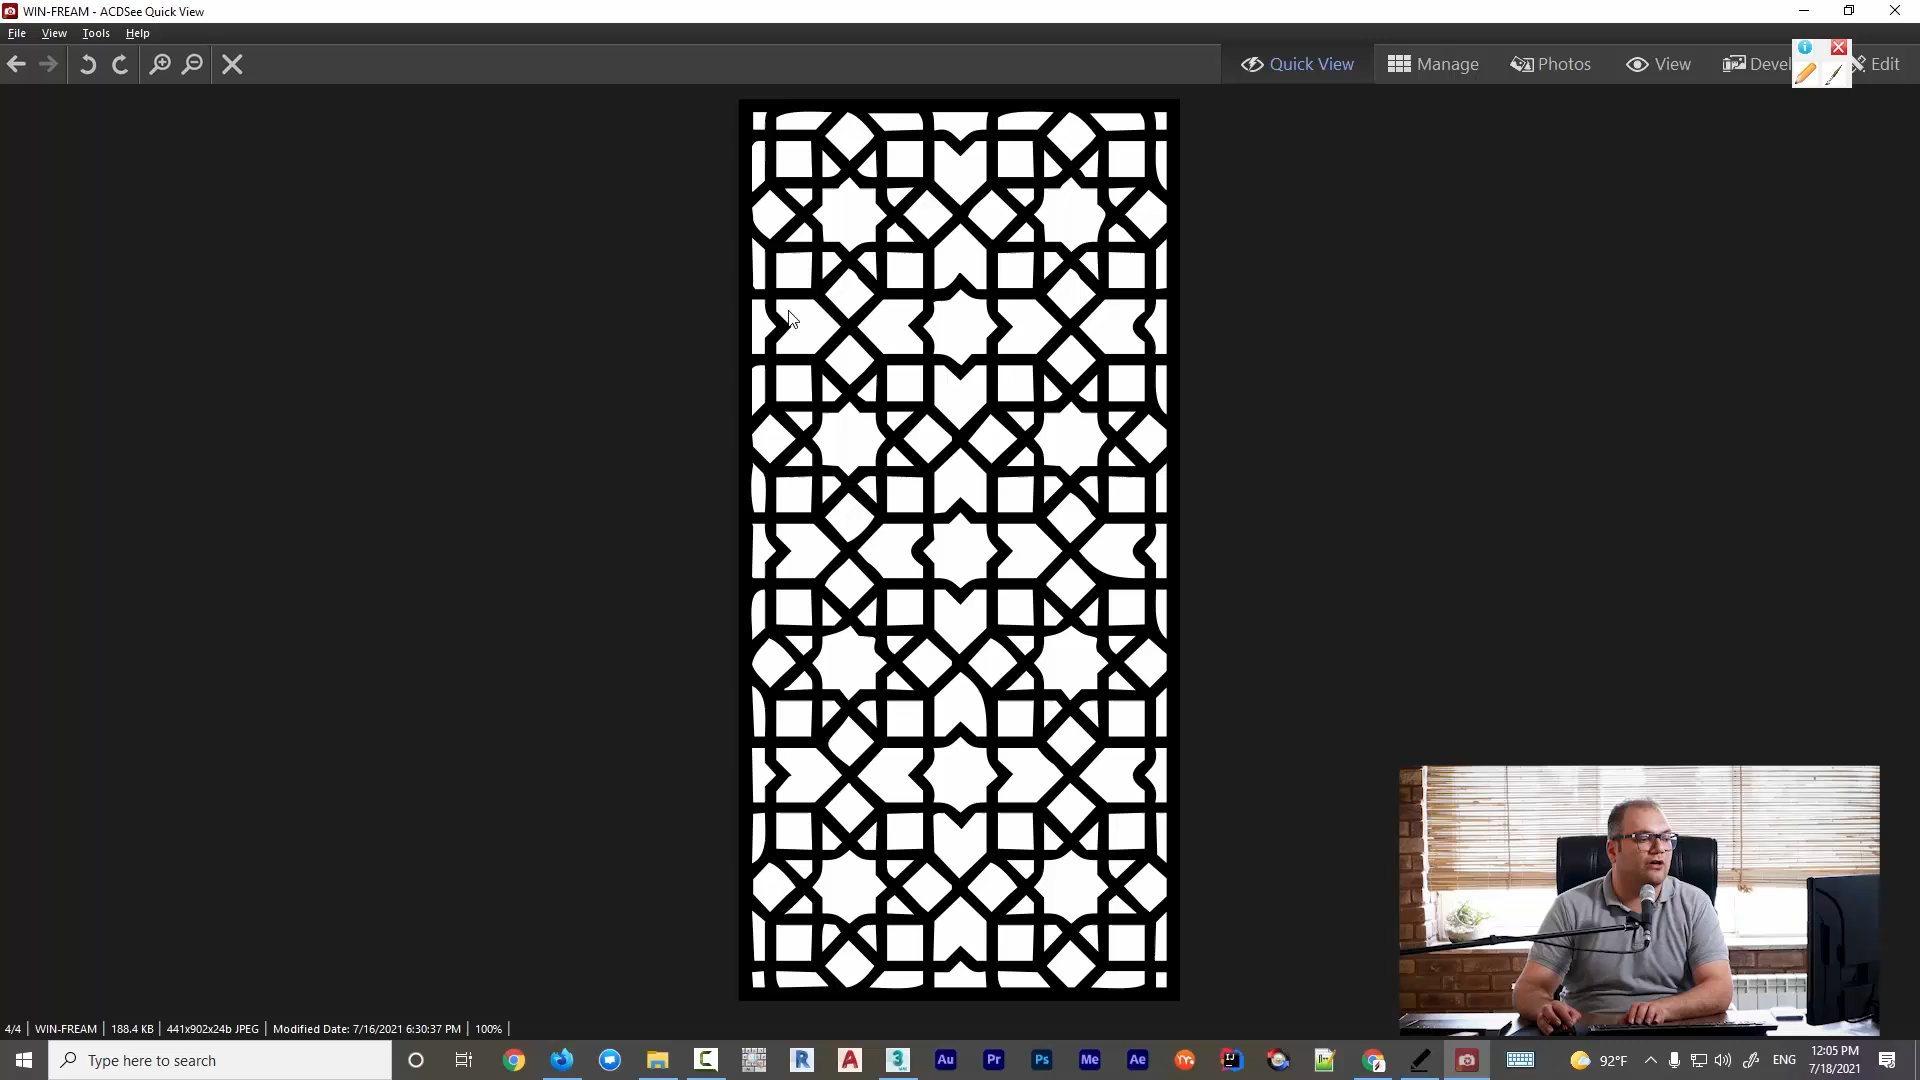 WIN-FREAM - ACDSee Quick View
File View Tools Help
Quick View Manage Photos View Devel Edit
4/4 WIN-FREAM 188.4 KB 441x902x24b JPEG Modified Date: 7/16/2021 6:30:37 PM 100%
Type here to search
C R A 3 Au Pr Ps Me Ae
92°F ENG 12:05 PM
7/18/2021